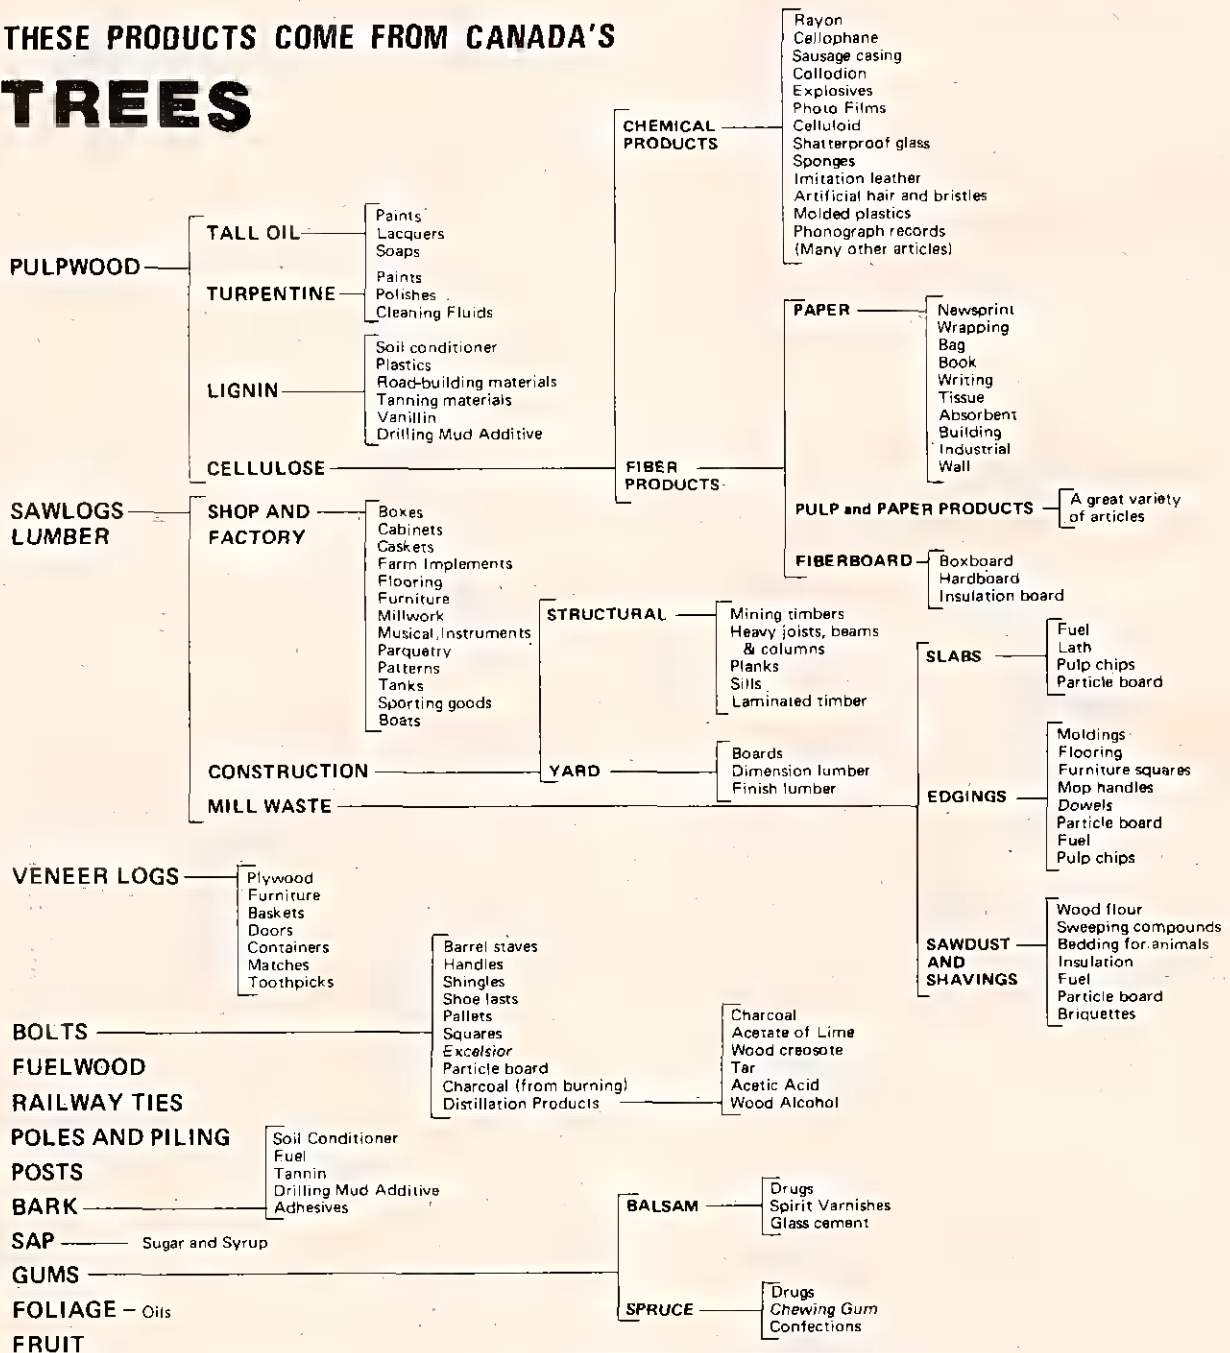 THESE PRODUCTS COME FROM CANADA'S
TREES
PULPWOOD
TALL OIL
Paints
Lacquers
Soaps
TURPENTINE
Paints
Polishes
Cleaning Fluids
LIGNIN
Soil conditioner
Plastics
Road-building materials
Tanning materials
Vanillin
Drilling Mud Additive
CELLULOSE
CHEMICAL
PRODUCTS
Rayon
Cellophane
Sausage casing
Collodion
Explosives
Photo Films
Celluloid
Shatterproof glass
Sponges
Imitation leather
Artificial hair and bristles
Molded plastics
Phonograph records
(Many other articles)
FIBER
PRODUCTS
PAPER
Newsprint
Wrapping
Bag
Book
Writing
Tissue
Absorbent
Building
Industrial
Wall
PULP and PAPER PRODUCTS
A great variety
of articles
FIBERBOARD
Boxboard
Hardboard
Insulation board
SAWLOGS
LUMBER
SHOP AND
FACTORY
Boxes
Cabinets
Caskets
Farm Implements
Flooring
Furniture
Millwork
Musical Instruments
Parquetry
Patterns
Tanks
Sporting goods
Boats
CONSTRUCTION
STRUCTURAL
Mining timbers
Heavy joists, beams
& columns
Planks
Sills
Laminated timber
YARD
Boards
Dimension lumber
Finish lumber
MILL WASTE
SLABS
Fuel
Lath
Pulp chips
Particle board
EDGINGS
Moldings
Flooring
Furniture squares
Mop handles
Dowels
Particle board
Fuel
Pulp chips
SAWDUST
AND
SHAVINGS
Wood flour
Sweeping compounds
Bedding for animals
Insulation
Fuel
Particle board
Briquettes
VENEER LOGS
Plywood
Furniture
Baskets
Doors
Containers
Matches
Toothpicks
BOLTS
Barrel staves
Handles
Shingles
Shoe lasts
Pallets
Squares
Excelsior
Particle board
Charcoal (from burning)
Distillation Products
Charcoal
Acetate of Lime
Wood creosote
Tar
Acetic Acid
Wood Alcohol
FUELWOOD
RAILWAY TIES
POLES AND PILING
POSTS
BARK
Soil Conditioner
Fuel
Tannin
Drilling Mud Additive
Adhesives
SAP
Sugar and Syrup
GUMS
BALSAM
Drugs
Spirit Varnishes
Glass cement
SPRUCE
Drugs
Chewing Gum
Confections
FOLIAGE – Oils
FRUIT